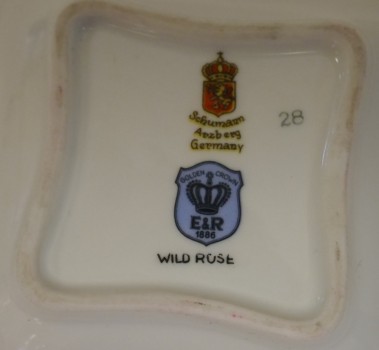 Schumann
Arzberg
Germany
28
GOLDEN CROWN
E&R
1886
WILD ROSE